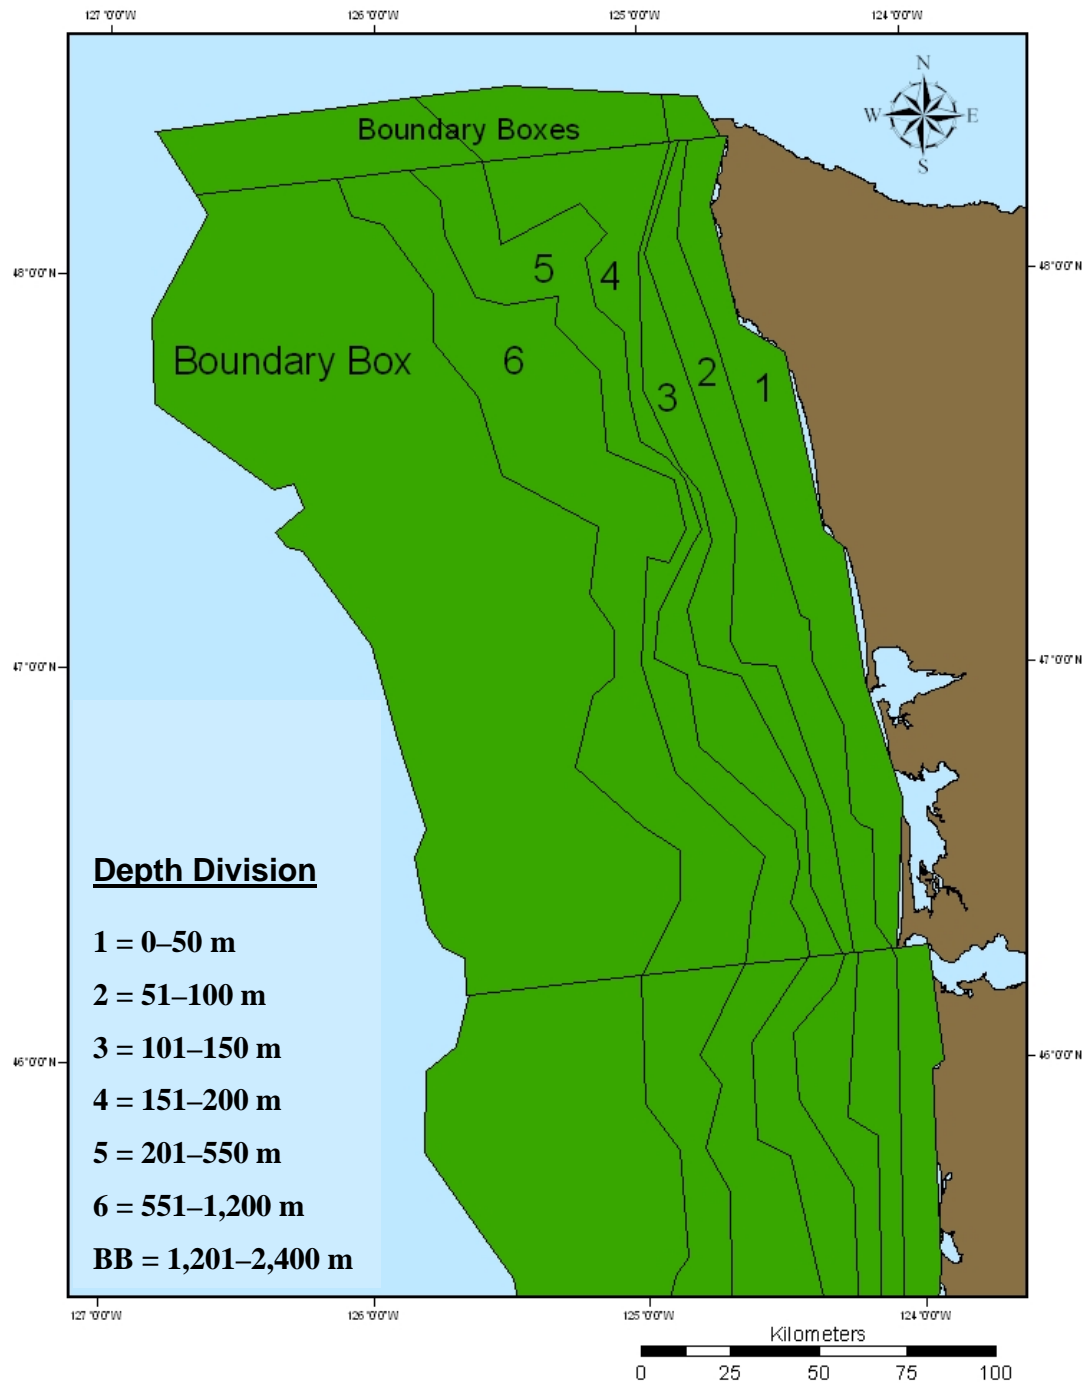 127°0'0"W 126°0'0"W 125°0'0"W 124°0'0"W
N
W E
S
Boundary Boxes
48°0'0"N 48°0'0"N
5 4
Boundary Box 6 3 2 1
47°0'0"N 47°0'0"N
Depth Division
1 = 0–50 m
2 = 51–100 m
3 = 101–150 m
4 = 151–200 m
5 = 201–550 m
6 = 551–1,200 m
BB = 1,201–2,400 m
46°0'0"N 46°0'0"N
127°0'0"W 126°0'0"W 125°0'0"W 124°0'0"W
Kilometers
0 25 50 75 100